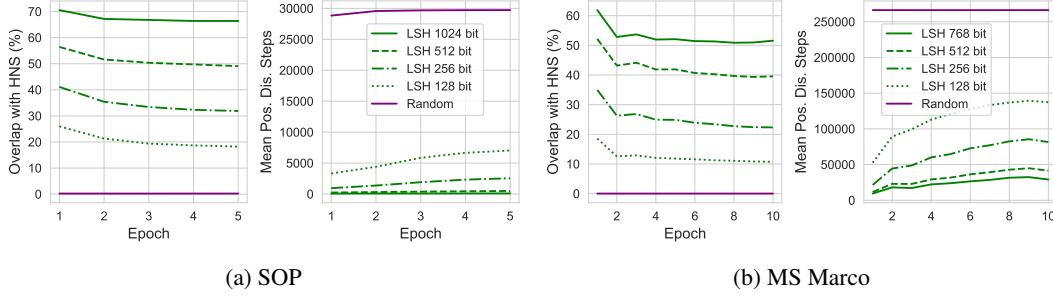 Overlap with HNS (%)
70
60
50
40
30
20
10
0
1 2 3 4 5
Epoch
Mean Pos. Dis. Steps
30000
25000
20000
15000
10000
5000
0
LSH 1024 bit
LSH 512 bit
LSH 256 bit
LSH 128 bit
Random
1 2 3 4 5
Epoch
(a) SOP
Overlap with HNS (%)
60
50
40
30
20
10
0
2 4 6 8 10
Epoch
Mean Pos. Dis. Steps
250000
200000
150000
100000
50000
0
LSH 768 bit
LSH 512 bit
LSH 256 bit
LSH 128 bit
Random
2 4 6 8 10
Epoch
(b) MS Marco